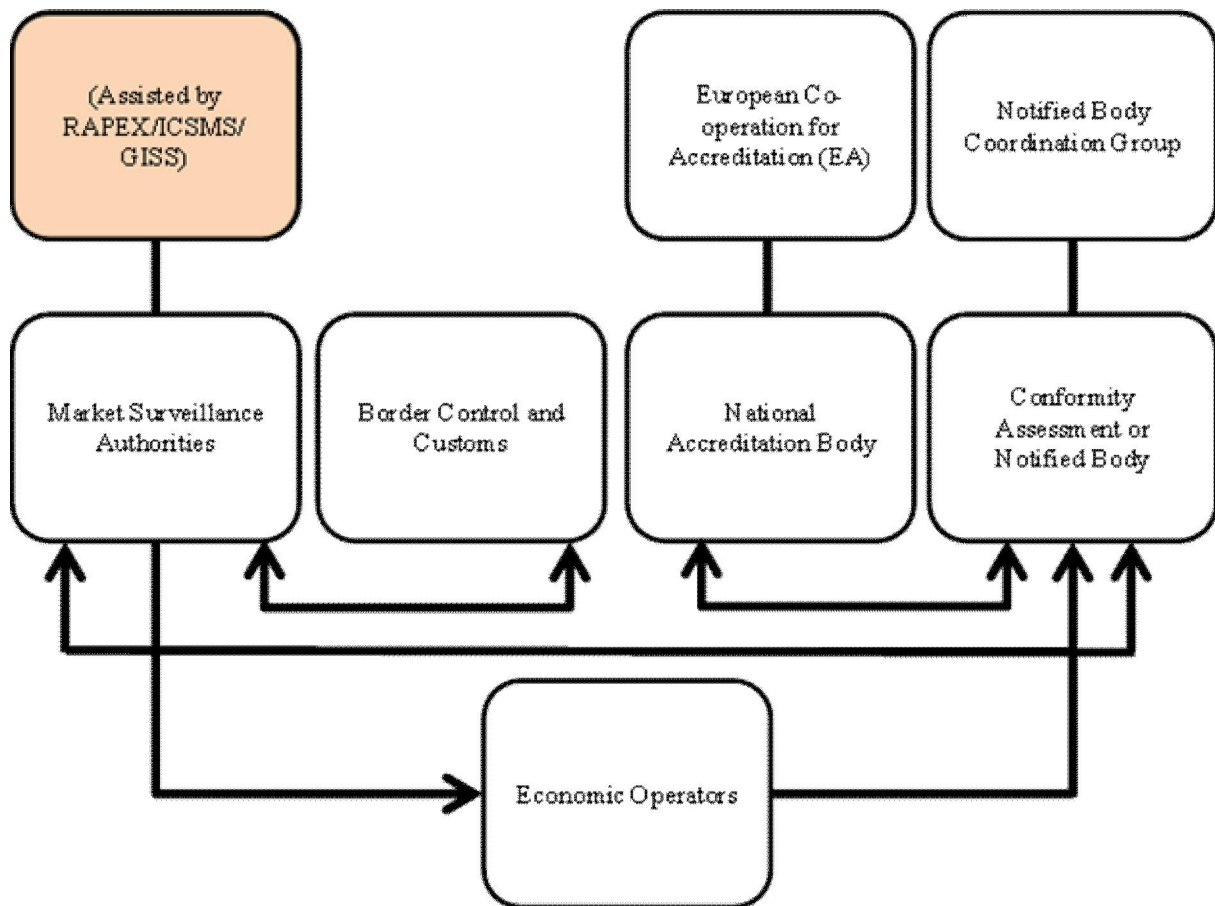 (Assisted by
RAPEX/ICSMS/
GISS)
European Co-
operation for
Accreditation (EA)
Notified Body
Coordination Group
Market Surveillance
Authorities
Border Control and
Customs
National
Accreditation Body
Conformity
Assessment or
Notified Body
Economic Operators